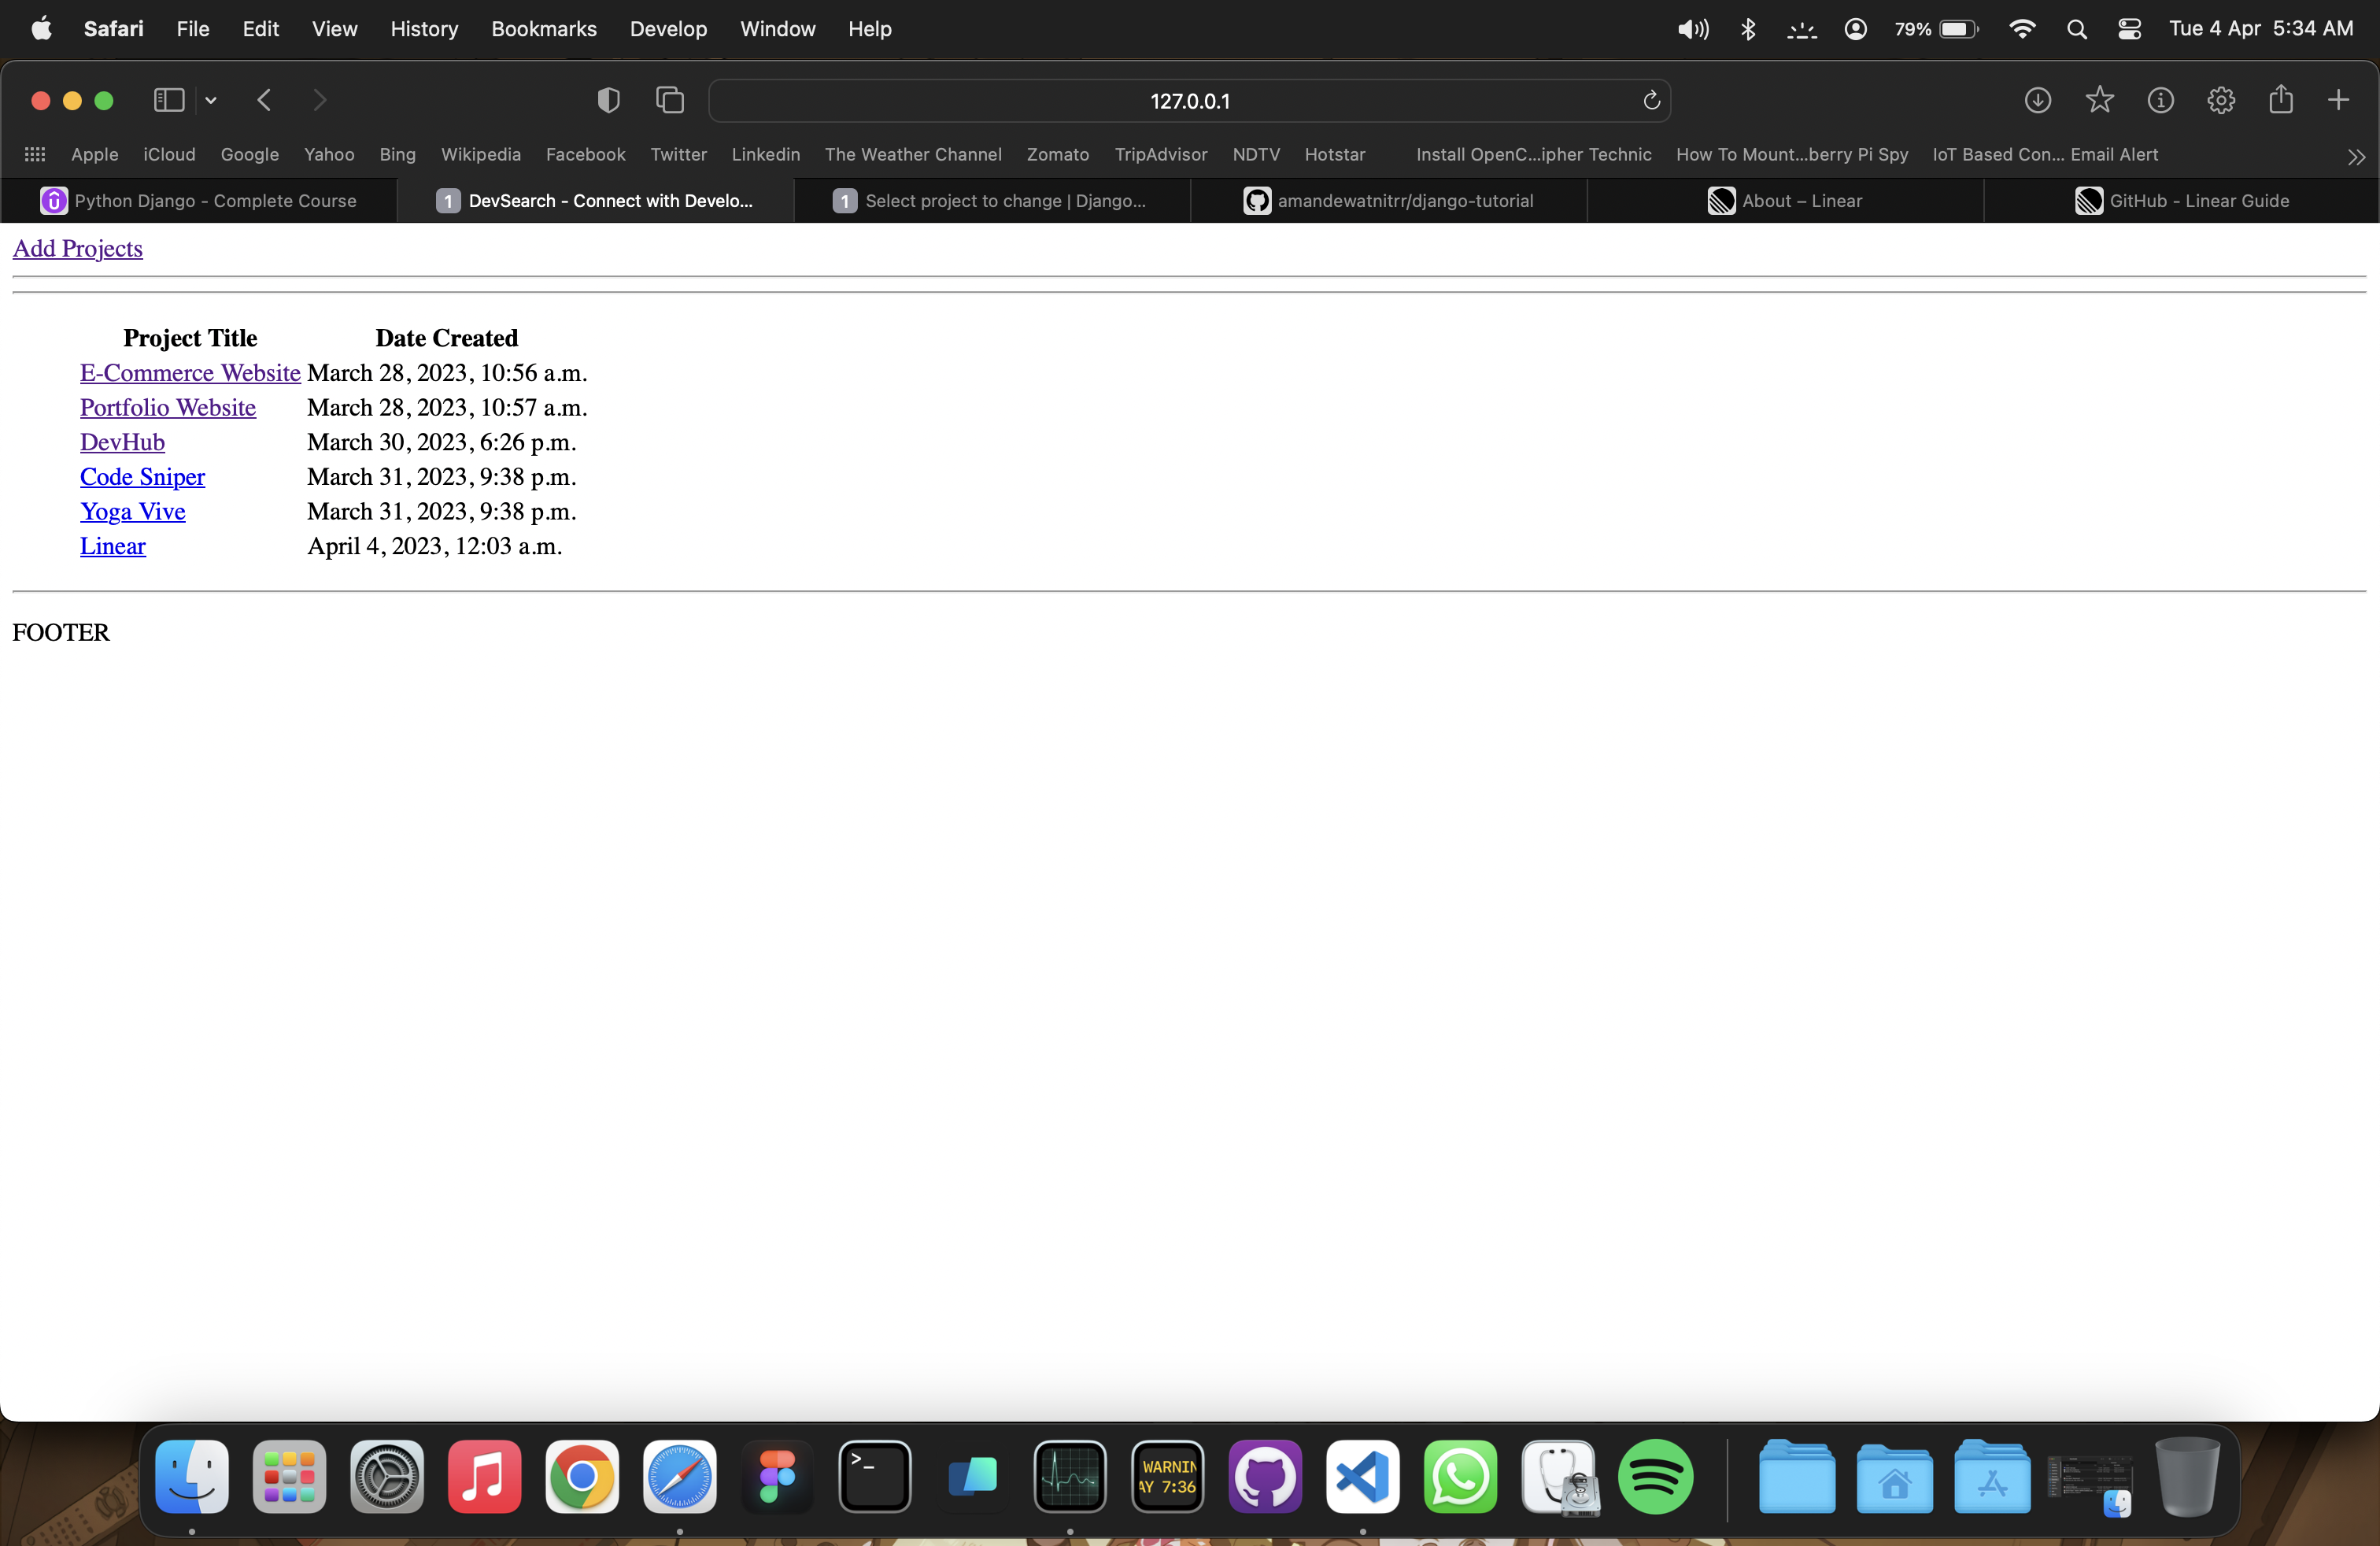 Safari File Edit View History Bookmarks Develop Window Help 79% Tue 4 Apr 5:34 AM
127.0.0.1
Apple iCloud Google Yahoo Bing Wikipedia Facebook Twitter Linkedin The Weather Channel Zomato TripAdvisor NDTV Hotstar Install OpenC...ipher Technic How To Mount...berry Pi Spy IoT Based Con... Email Alert
Python Django - Complete Course 1 DevSearch - Connect with Develo... 1 Select project to change | Django... amandewatnitrr/django-tutorial About – Linear GitHub - Linear Guide
Add Projects
Project Title Date Created
E-Commerce Website March 28, 2023, 10:56 a.m.
Portfolio Website March 28, 2023, 10:57 a.m.
DevHub March 30, 2023, 6:26 p.m.
Code Sniper March 31, 2023, 9:38 p.m.
Yoga Vive March 31, 2023, 9:38 p.m.
Linear April 4, 2023, 12:03 a.m.
FOOTER
WARNIN
AY 7:36